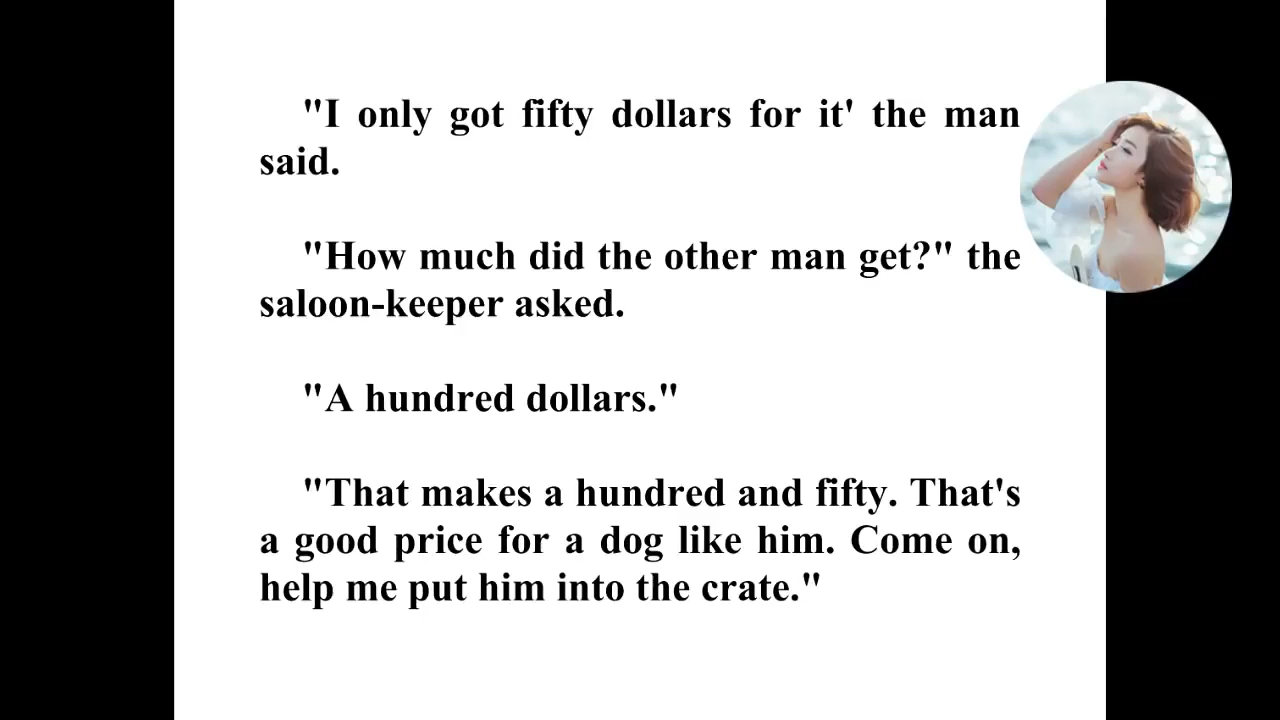 "I only got fifty dollars for it' the man
said.
"How much did the other man get?" the
saloon-keeper asked.
"A hundred dollars."
"That makes a hundred and fifty. That's
a good price for a dog like him. Come on,
help me put him into the crate."